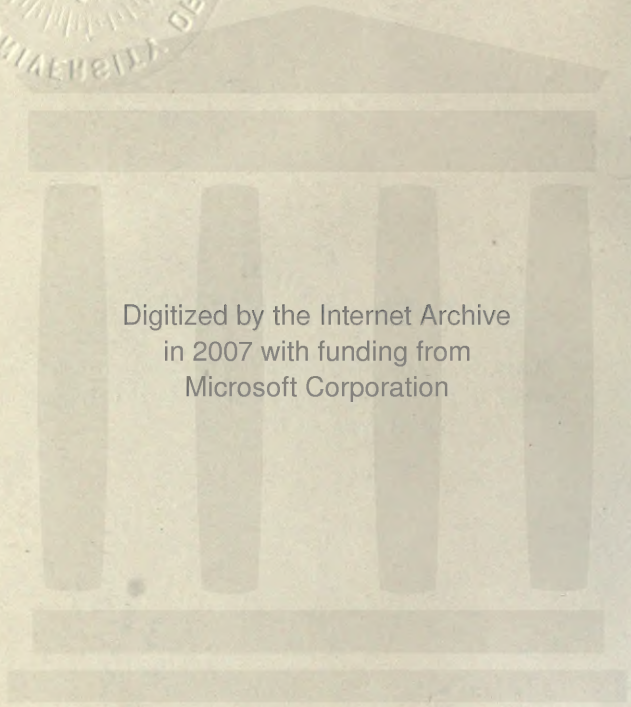 Digitized by the Internet Archive
in 2007 with funding from
Microsoft Corporation